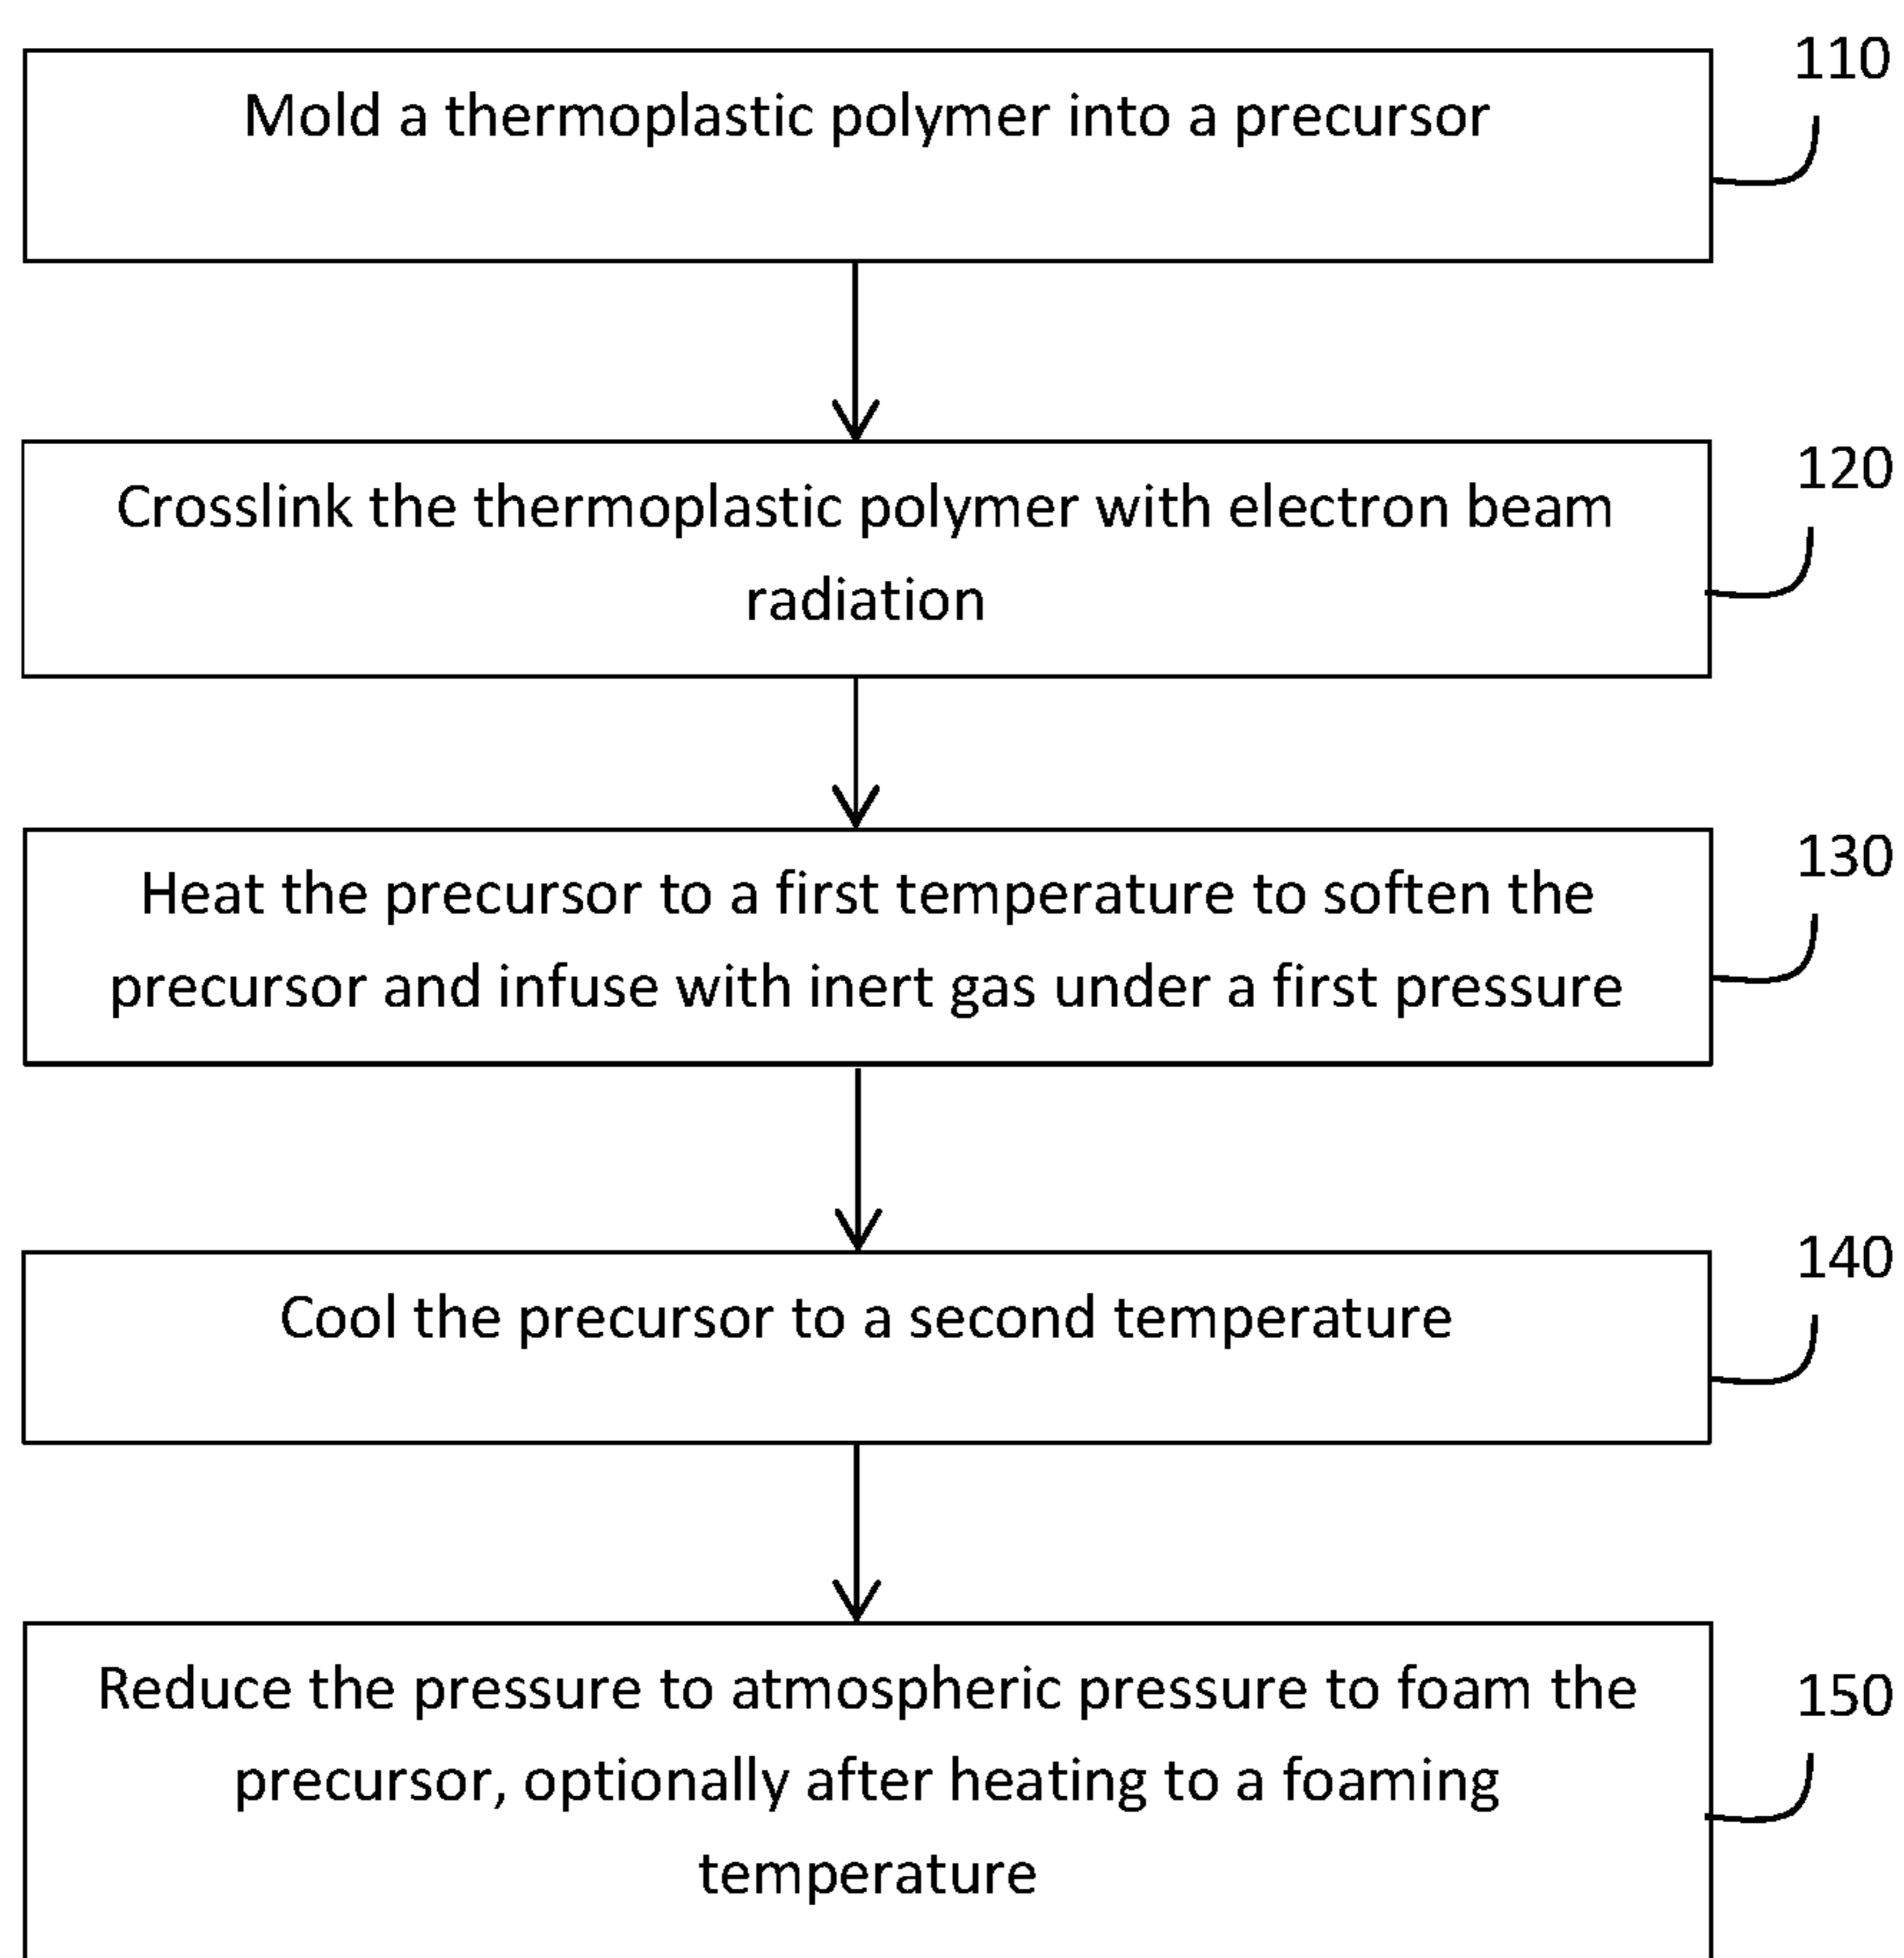 110
Mold a thermoplastic polymer into a precursor
120
Crosslink the thermoplastic polymer with electron beam
radiation
130
Heat the precursor to a first temperature to soften the
precursor and infuse with inert gas under a first pressure
140
Cool the precursor to a second temperature
150
Reduce the pressure to atmospheric pressure to foam the
precursor, optionally after heating to a foaming
temperature